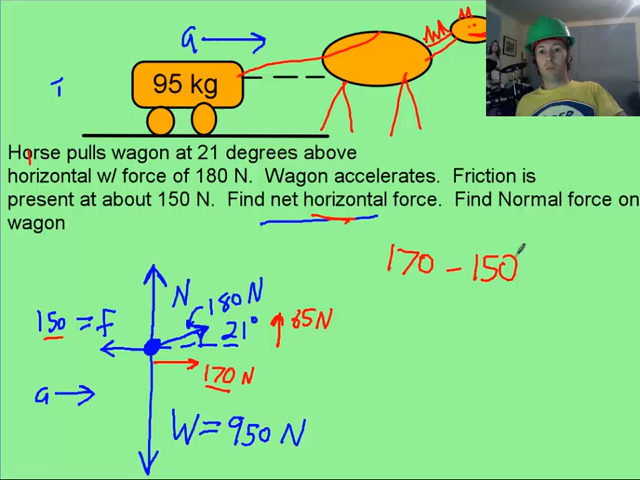 a
95 kg
Horse pulls wagon at 21 degrees above
horizontal w/ force of 180 N. Wagon accelerates. Friction is
present at about 150 N. Find net horizontal force. Find Normal force on
wagon
170 - 150
N 180 N
150 = F 21° 65N
170 N
a
W = 950 N